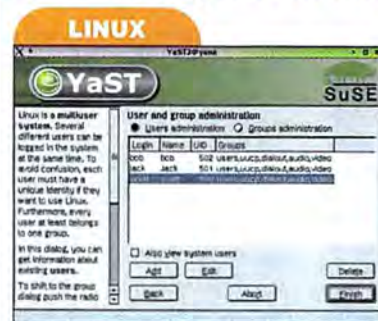 LINUX
YaST2@yana
YaST
SuSE
Linux is a multiuser
system. Several
different users can be
logged in the system
at the same time. To
avoid confusion, each
user must have a
unique identity if they
want to use Linux.
Furthermore, every
user at least belongs
to one group.
In this dialog, you can
get information about
existing users.
To shift to the group
dialog push the radio
User and group administration
Users administration Groups administration
Login Name UID Groups
bob bob 502 users,uucp,dialout,audio,video
jack Jack 501 users,uucp,dialout,audio,video
Also view system users
Add Edit Delete
Back Abort Finish